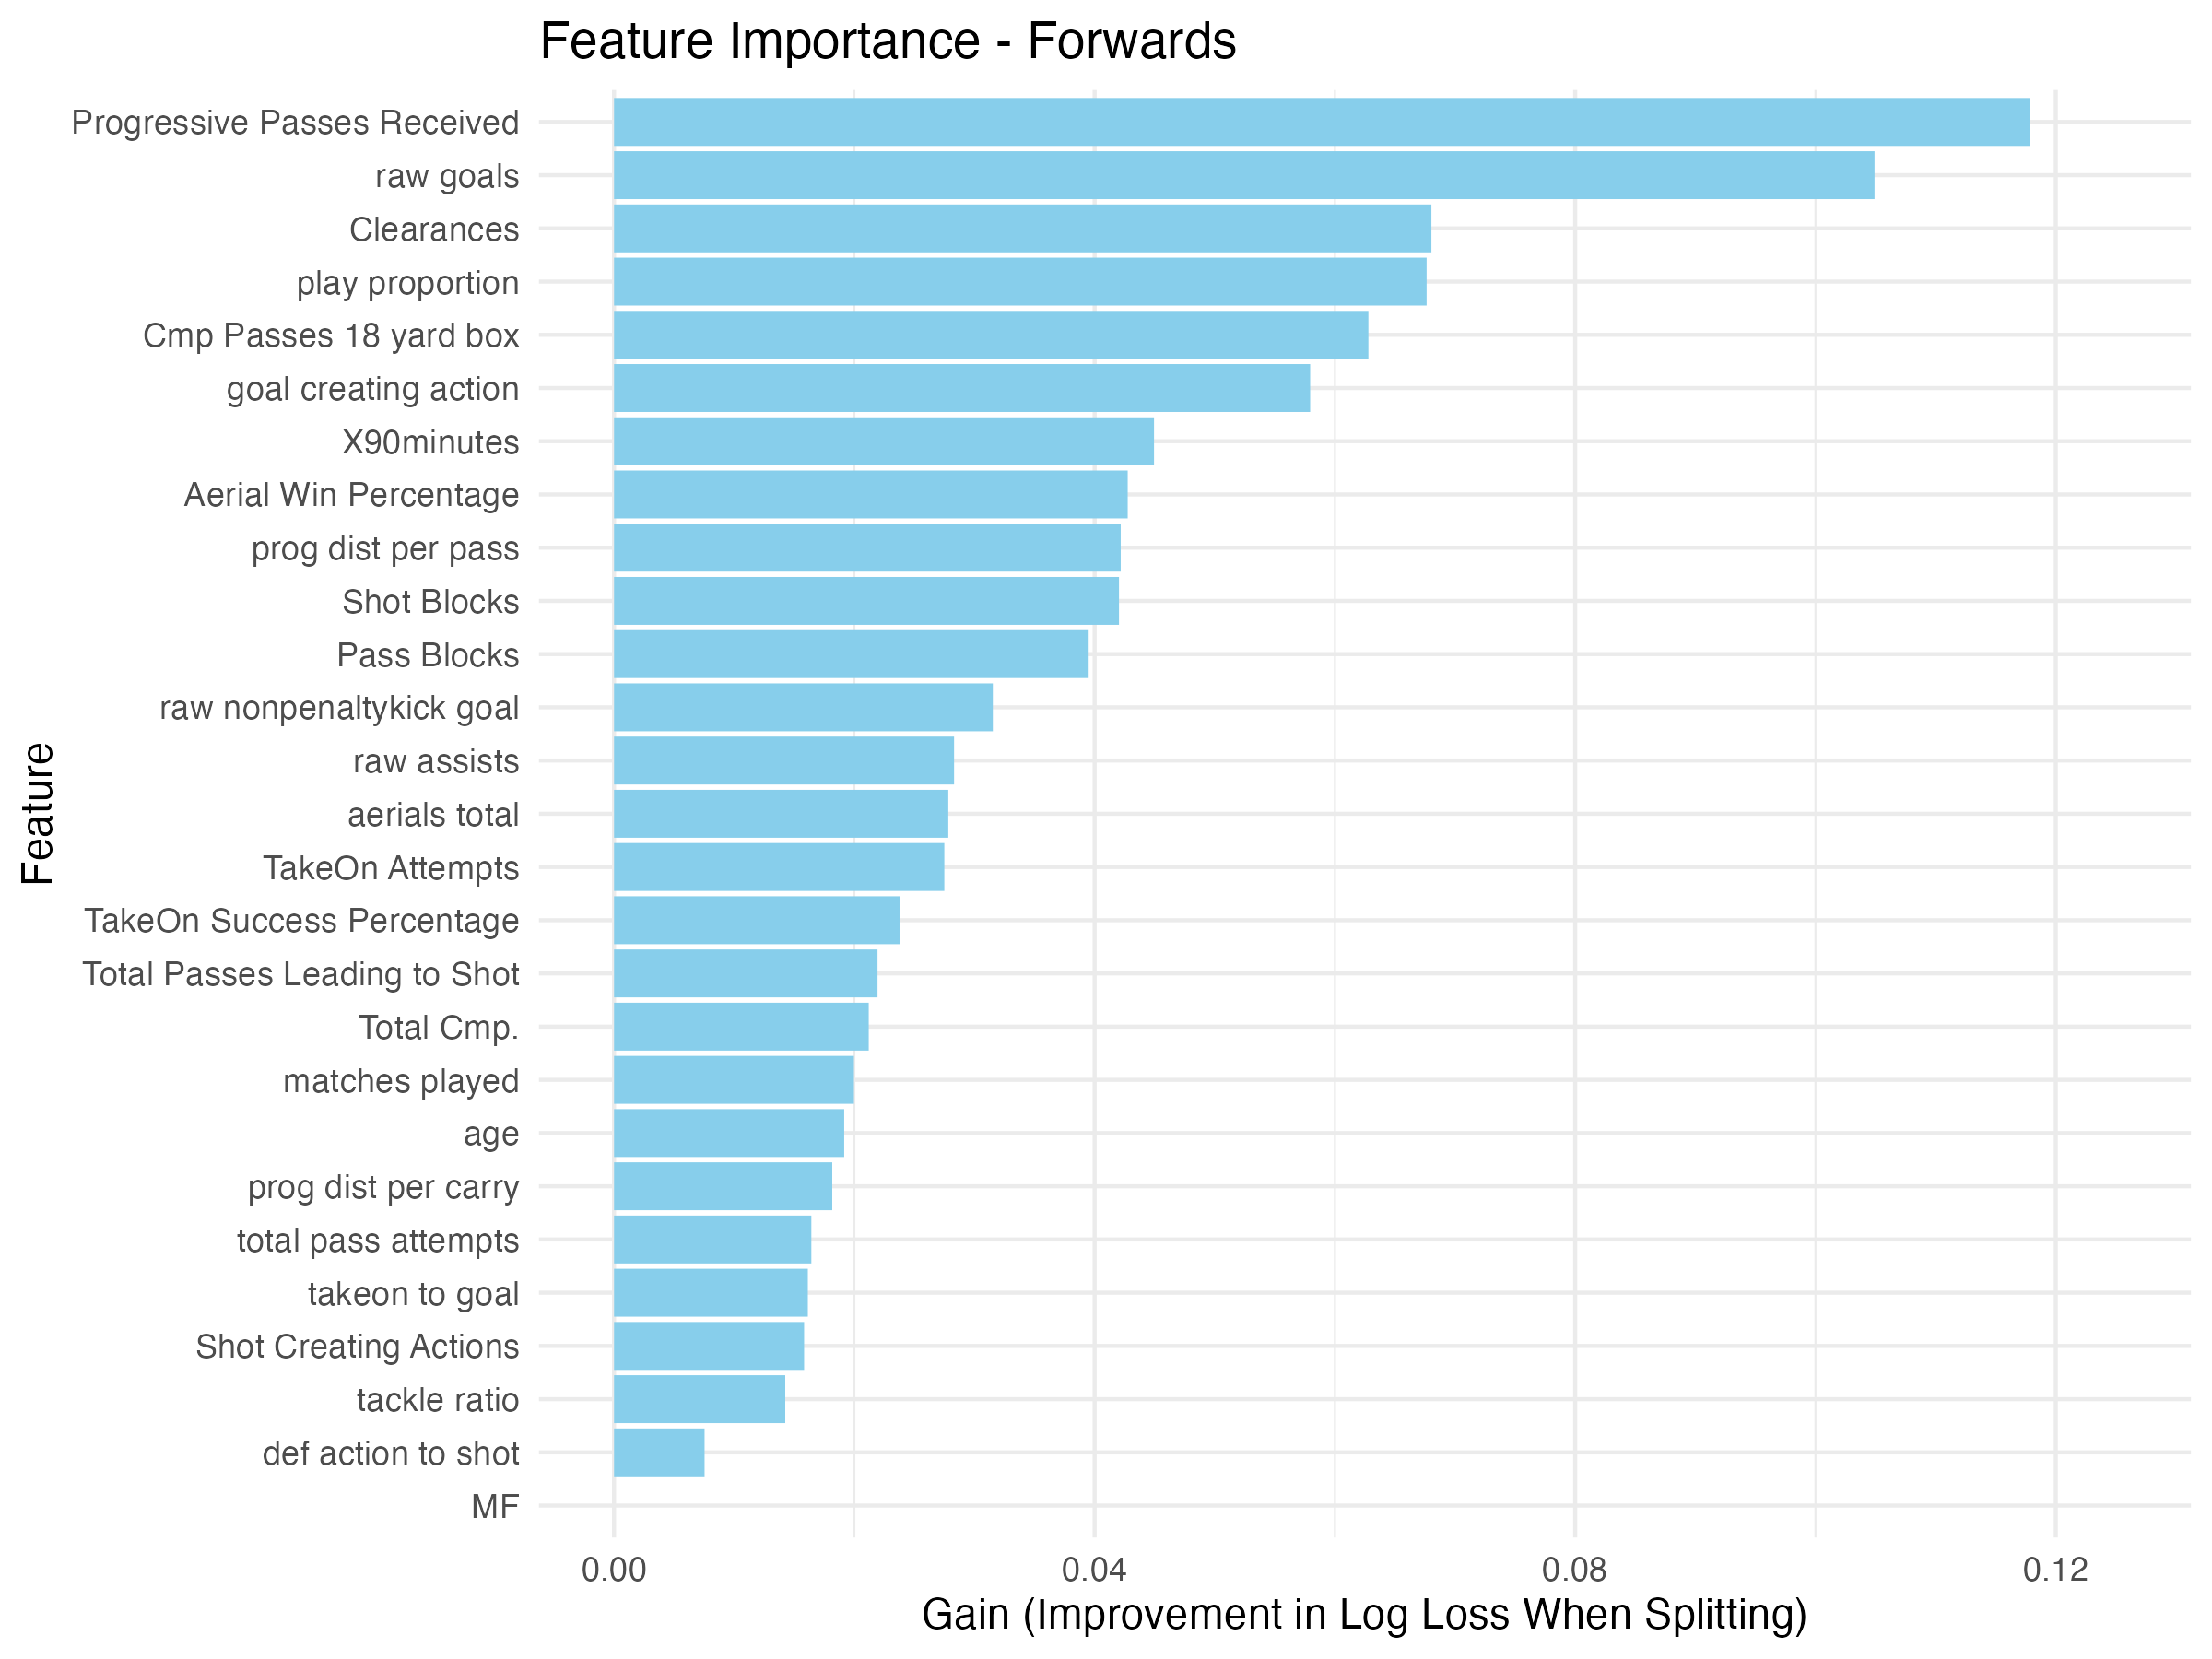 Feature Importance - Forwards
Progressive Passes Received
raw goals
Clearances
play proportion
Cmp Passes 18 yard box
goal creating action
X90minutes
Aerial Win Percentage
prog dist per pass
Shot Blocks
Pass Blocks
raw nonpenaltykick goal
raw assists
aerials total
TakeOn Attempts
TakeOn Success Percentage
Total Passes Leading to Shot
Total Cmp.
matches played
age
prog dist per carry
total pass attempts
takeon to goal
Shot Creating Actions
tackle ratio
def action to shot
MF
Feature
0.00 0.04 0.08 0.12
Gain (Improvement in Log Loss When Splitting)